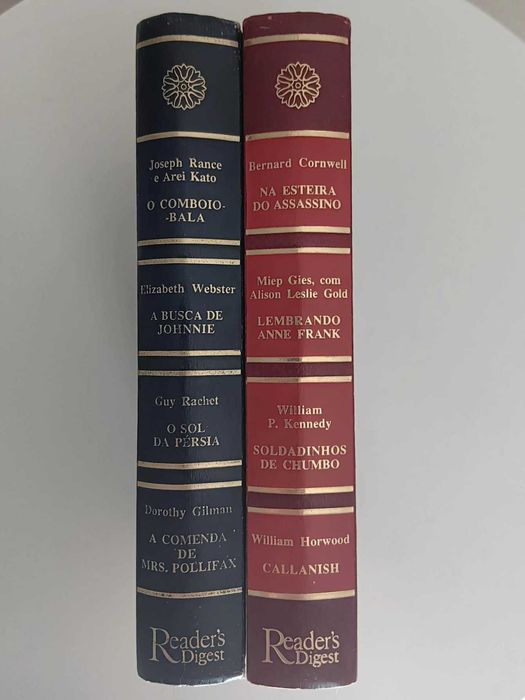 Joseph Rance
e Arei Kato
O COMBOIO-
-BALA
Elizabeth Webster
A BUSCA DE
JOHNNIE
Guy Rachet
O SOL
DA PÉRSIA
Dorothy Gilman
A COMENDA
DE
MRS. POLLIFAX
Reader's
Digest
Bernard Cornwell
NA ESTEIRA
DO ASSASSINO
Miep Gies, com
Alison Leslie Gold
LEMBRANDO
ANNE FRANK
William
P. Kennedy
SOLDADINHOS
DE CHUMBO
William Horwood
CALLANISH
Reader's
Digest